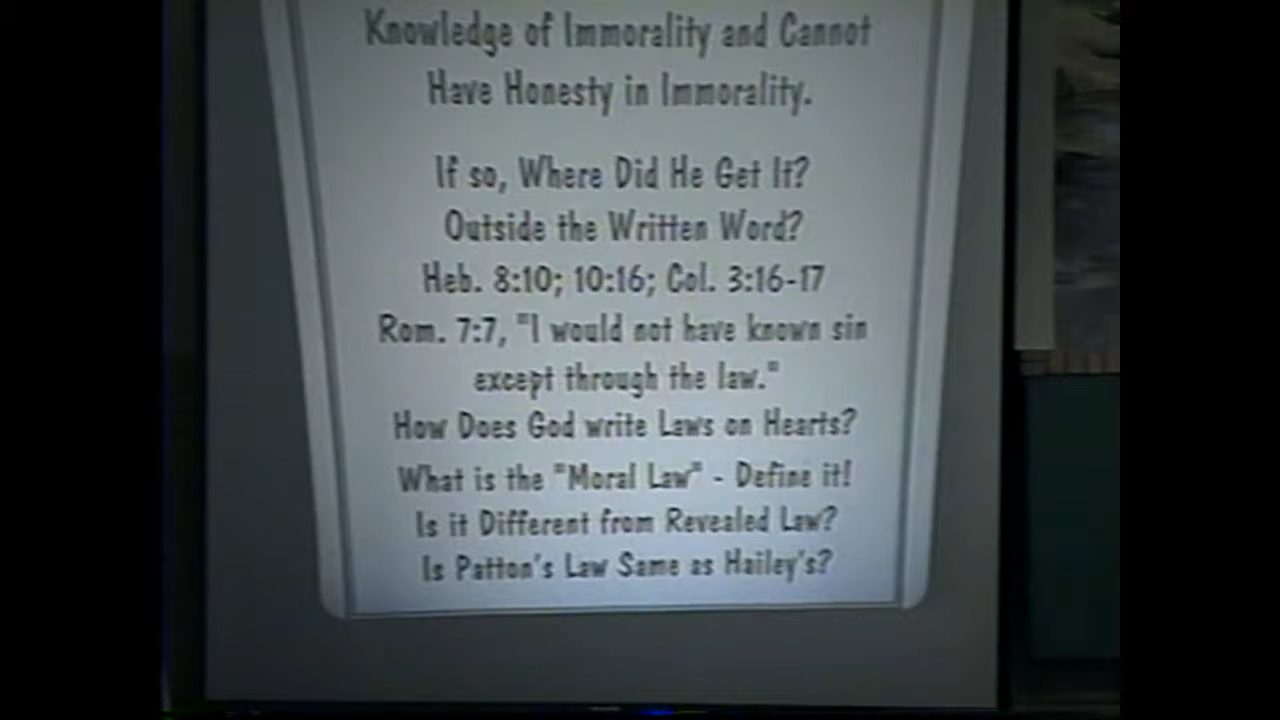 Knowledge of Immorality and Cannot
Have Honesty in Immorality.
If so, Where Did He Get It?
Outside the Written Word?
Heb. 8:10; 10:16; Col. 3:16-17
Rom. 7:7, "I would not have known sin
except through the law."
How Does God write Laws on Hearts?
What is the "Moral Law" - Define it!
Is it Different from Revealed Law?
Is Patton's Law Same as Hailey's?